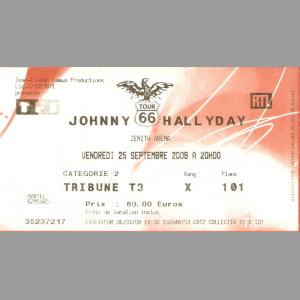 Jean-Claude Camus Productions
présente
TOUR
66
RTL
JOHNNY HALLYDAY
ZENITH ARENA
VENDREDI 25 SEPTEMBRE 2009 A 20H00
CATEGORIE 2 Rang Place
TRIBUNE T3 X 101
MARTEL
Prix : 80.00 Euros
Frais de location inclus
35237217